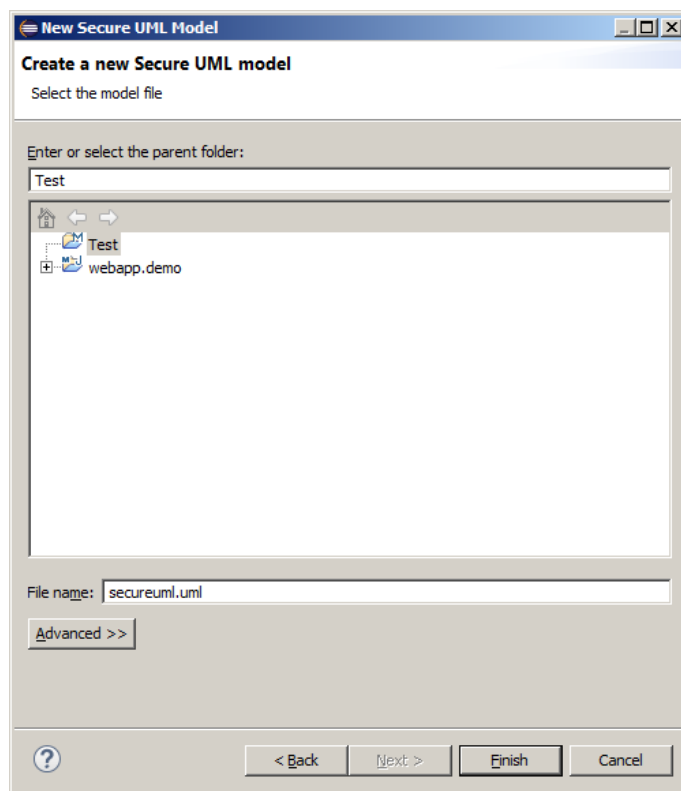 New Secure UML Model
Create a new Secure UML model
Select the model file
Enter or select the parent folder:
Test
Test
webapp.demo
File name: secureuml.uml
Advanced >>
< Back Next > Finish Cancel